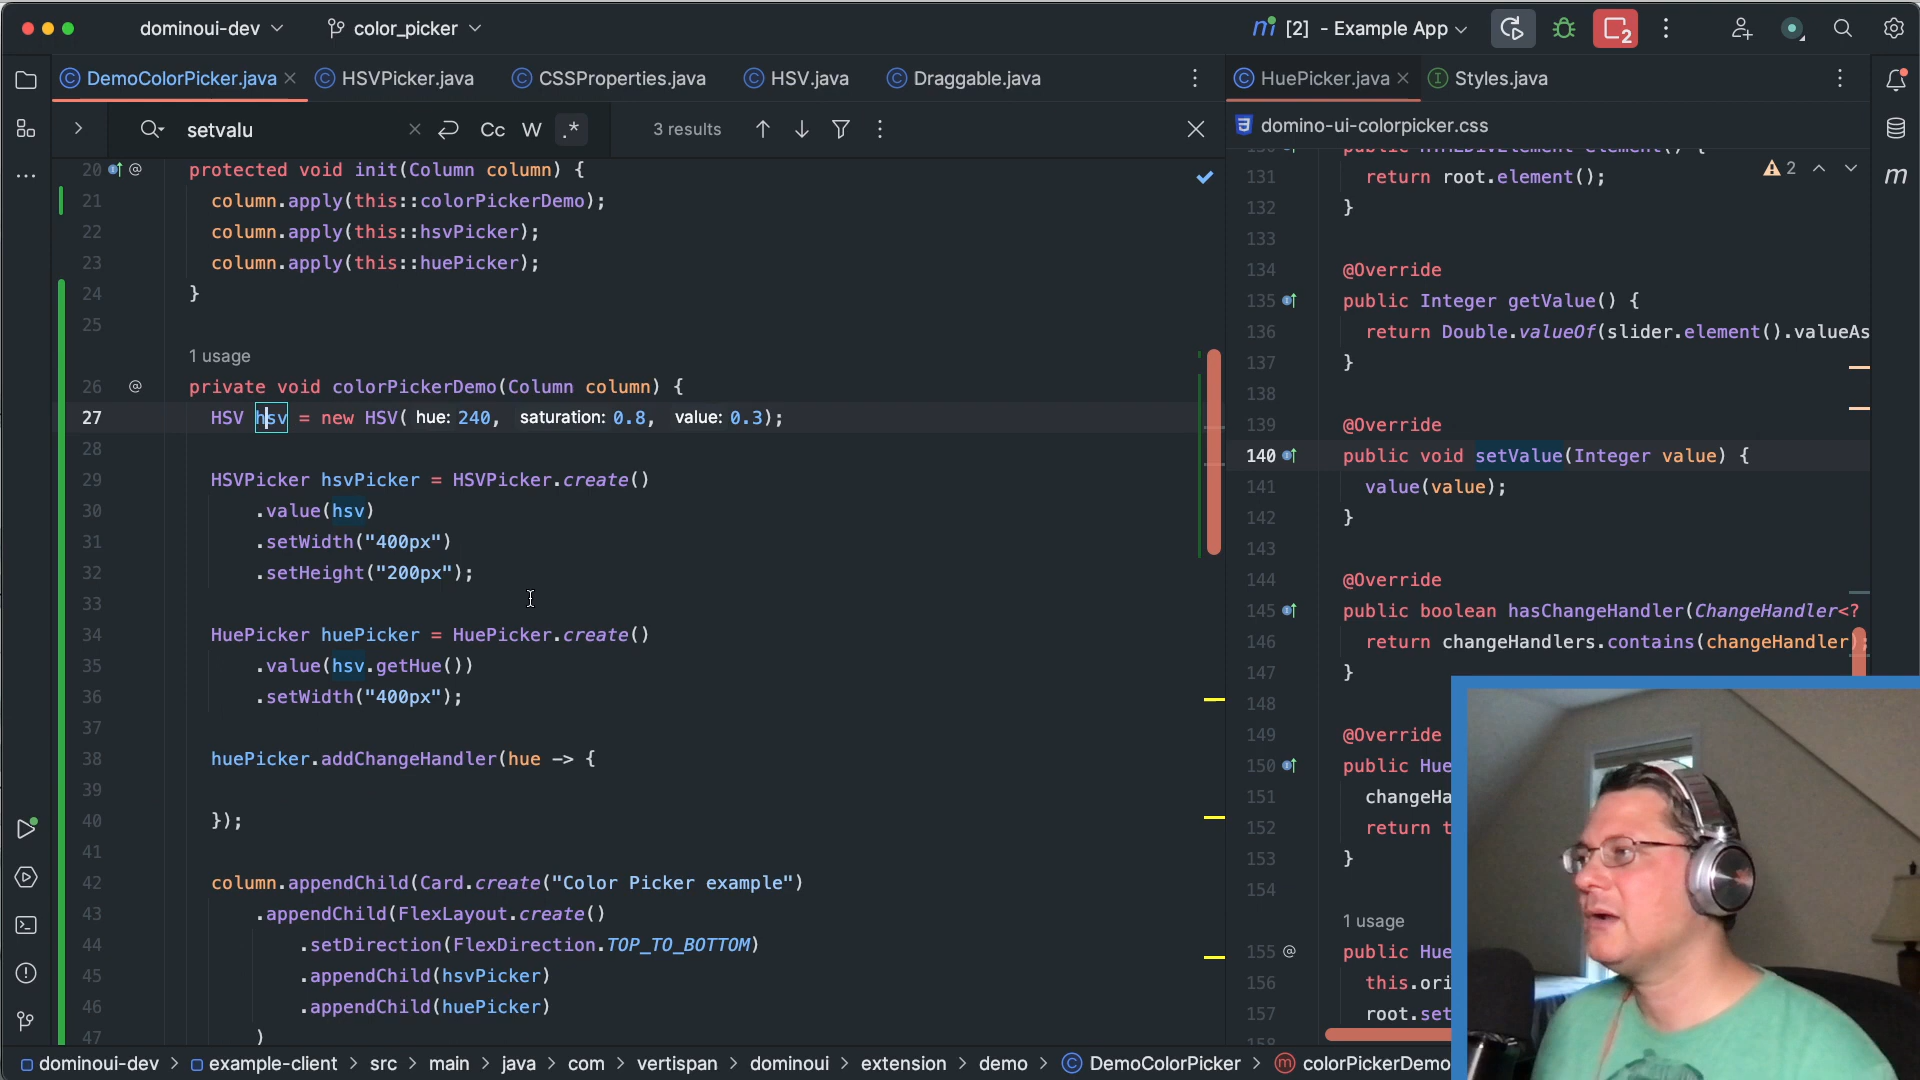 dominoui-dev
color_picker
[2] - Example App
2
DemoColorPicker.java
HSVPicker.java
CSSProperties.java
HSV.java
Draggable.java
HuePicker.java
Styles.java
setvalu
Cc
W
.*
3 results
domino-ui-colorpicker.css
20 protected void init(Column column) {
21 column.apply(this::colorPickerDemo);
22 column.apply(this::hsvPicker);
23 column.apply(this::huePicker);
24 }
25
1 usage
26 private void colorPickerDemo(Column column) {
27 HSV hsv = new HSV( hue: 240, saturation: 0.8, value: 0.3);
28
29 HSVPicker hsvPicker = HSVPicker.create()
30 .value(hsv)
31 .setWidth("400px")
32 .setHeight("200px");
33
34 HuePicker huePicker = HuePicker.create()
35 .value(hsv.getHue())
36 .setWidth("400px");
37
38 huePicker.addChangeHandler(hue -> {
39
40 });
41
42 column.appendChild(Card.create("Color Picker example")
43 .appendChild(FlexLayout.create()
44 .setDirection(FlexDirection.TOP_TO_BOTTOM)
45 .appendChild(hsvPicker)
46 .appendChild(huePicker)
47 )
2
131 return root.element();
132 }
133
134 @Override
135 public Integer getValue() {
136 return Double.valueOf(slider.element().valueAs
137 }
138
139 @Override
140 public void setValue(Integer value) {
141 value(value);
142 }
143
144 @Override
145 public boolean hasChangeHandler(ChangeHandler<?
146 return changeHandlers.contains(changeHandler);
147 }
148
149 @Override
150 public Hue
151 changeHa
152 return t
153 }
154
1 usage
155 public Hue
156 this.ori
157 root.set
158
m
dominoui-dev > example-client > src > main > java > com > vertispan > dominoui > extension > demo > DemoColorPicker > colorPickerDemo